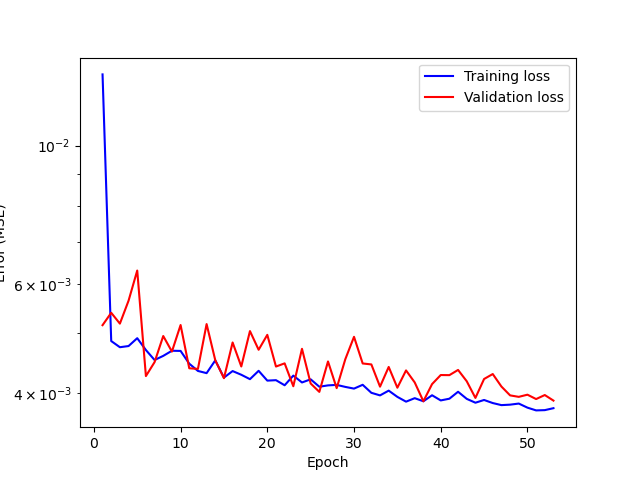 Training loss
Validation loss
10⁻²
6 × 10⁻³
4 × 10⁻³
(MSE)
0 10 20 30 40 50
Epoch